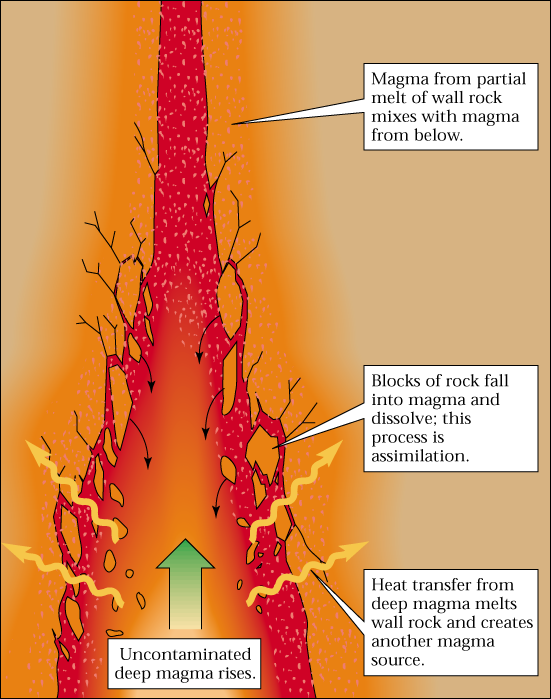 Magma from partial
melt of wall rock
mixes with magma
from below.
Blocks of rock fall
into magma and
dissolve; this
process is
assimilation.
Heat transfer from
deep magma melts
wall rock and creates
another magma
source.
Uncontaminated
deep magma rises.